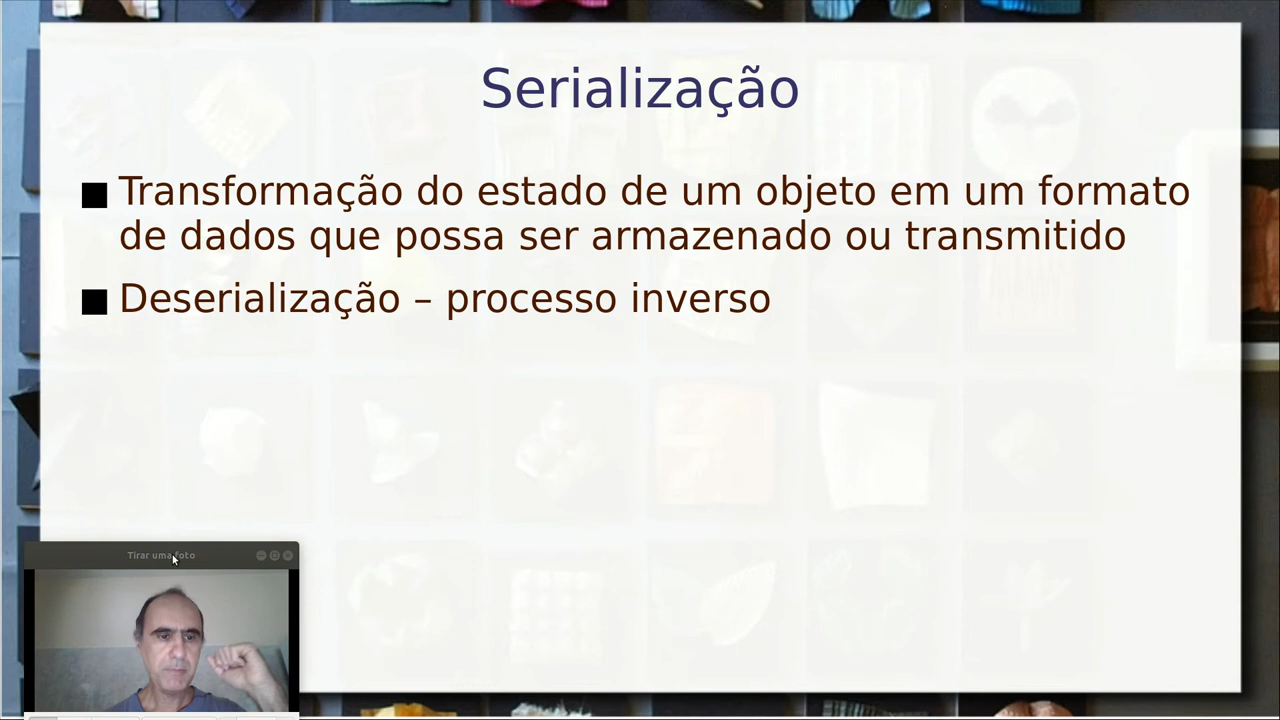 Serialização
Transformação do estado de um objeto em um formato
de dados que possa ser armazenado ou transmitido
Deserialização – processo inverso
Tirar uma foto